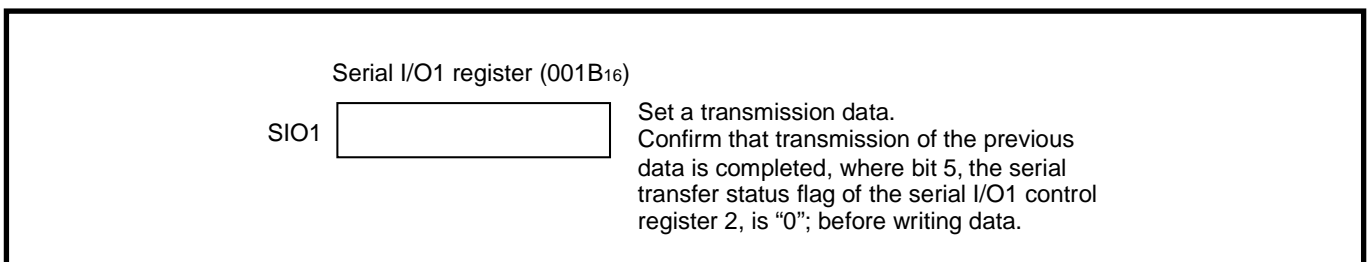 Serial I/O1 register (001B16)
SIO1
Set a transmission data.
Confirm that transmission of the previous
data is completed, where bit 5, the serial
transfer status flag of the serial I/O1 control
register 2, is “0”; before writing data.